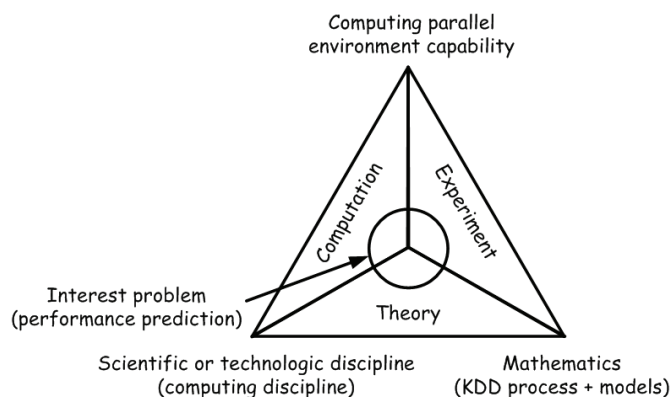 Computing parallel
environment capability
Computation
Experiment
Theory
Interest problem
(performance prediction)
Scientific or technologic discipline
(computing discipline)
Mathematics
(KDD process + models)